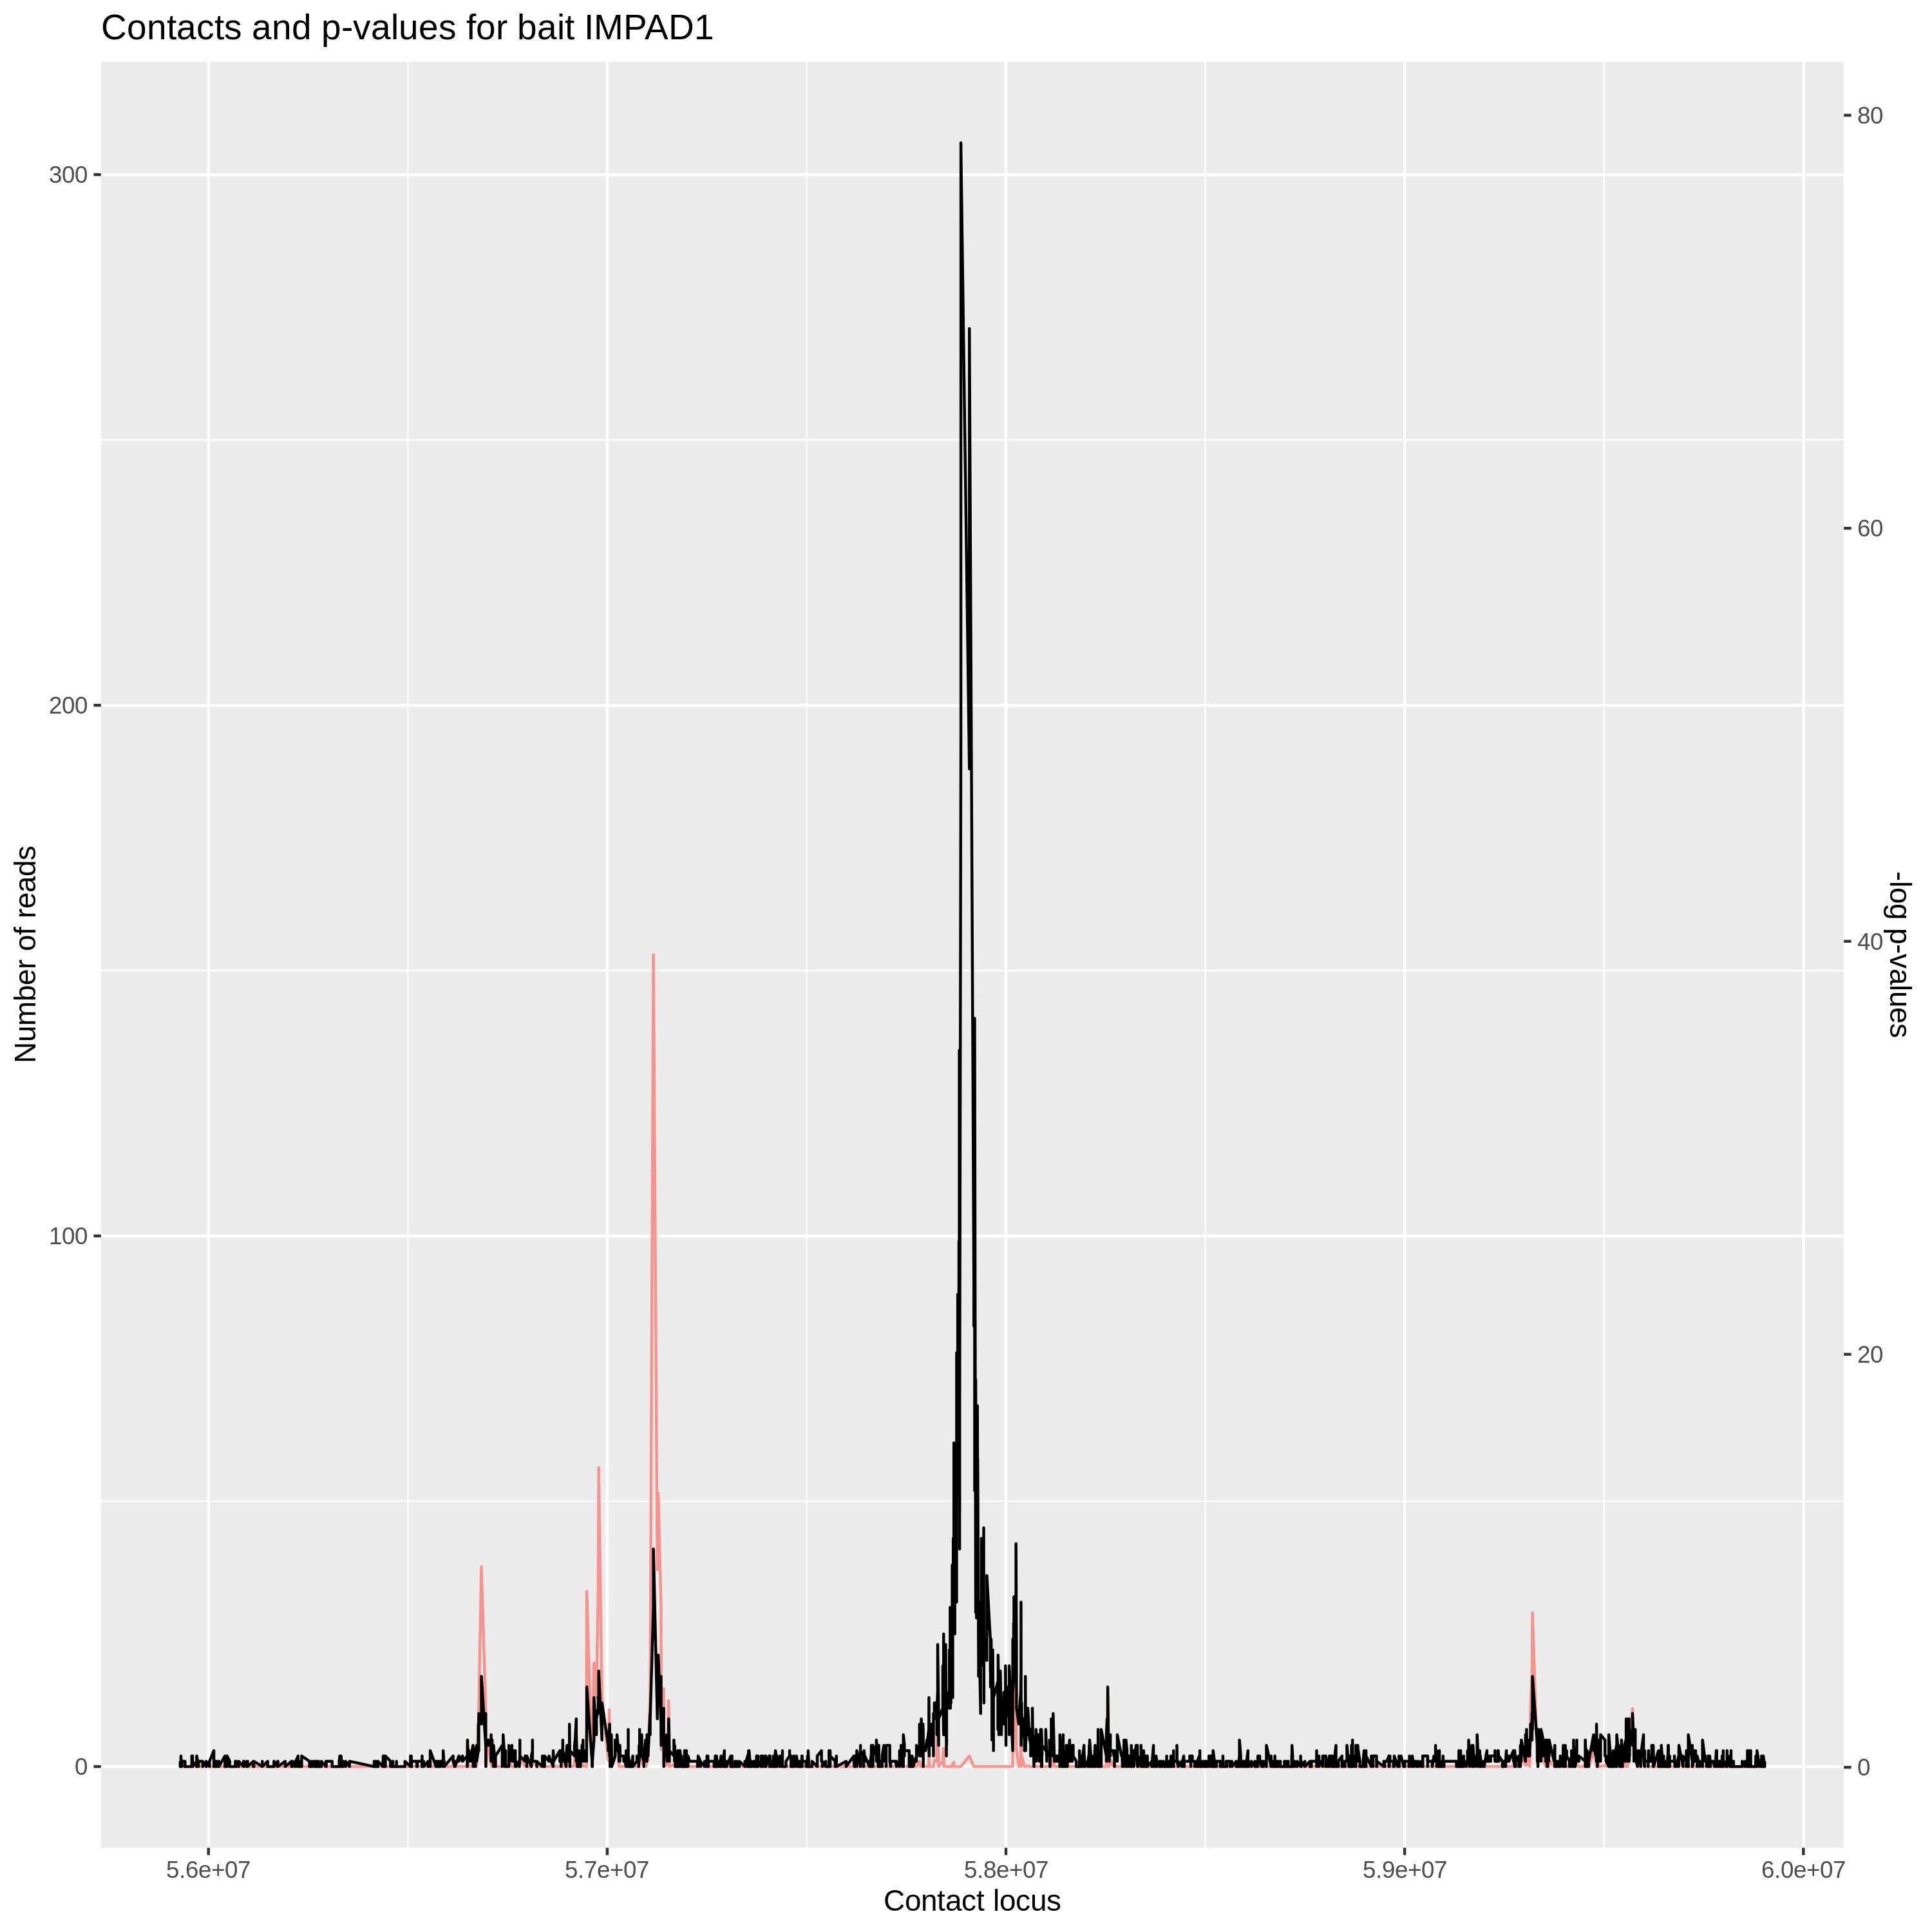 Contacts and p-values for bait IMPAD1
300
200
100
0
Number of reads
80
60
40
20
0
-log p-values
5.6e+07 5.7e+07 5.8e+07 5.9e+07 6.0e+07
Contact locus